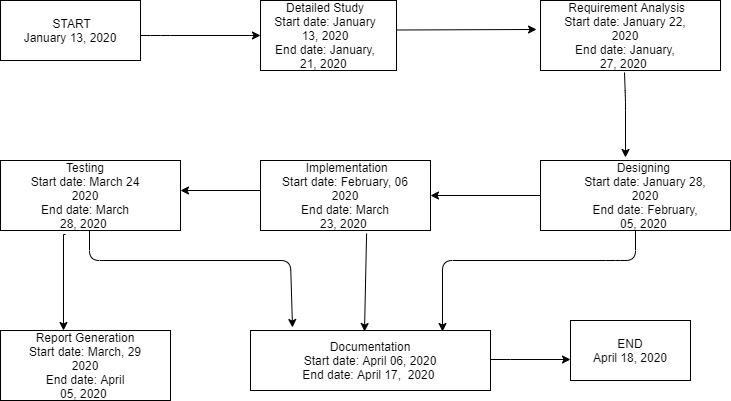 START
January 13, 2020
Detailed Study
Start date: January
13, 2020
End date: January,
21, 2020
Requirement Analysis
Start date: January 22,
2020
End date: January,
27, 2020
Testing
Start date: March 24
2020
End date: March
28, 2020
Implementation
Start date: February, 06
2020
End date: March
23, 2020
Designing
Start date: January 28,
2020
End date: February,
05, 2020
Report Generation
Start date: March, 29
2020
End date: April
05, 2020
Documentation
Start date: April 06, 2020
End date: April 17, 2020
END
April 18, 2020